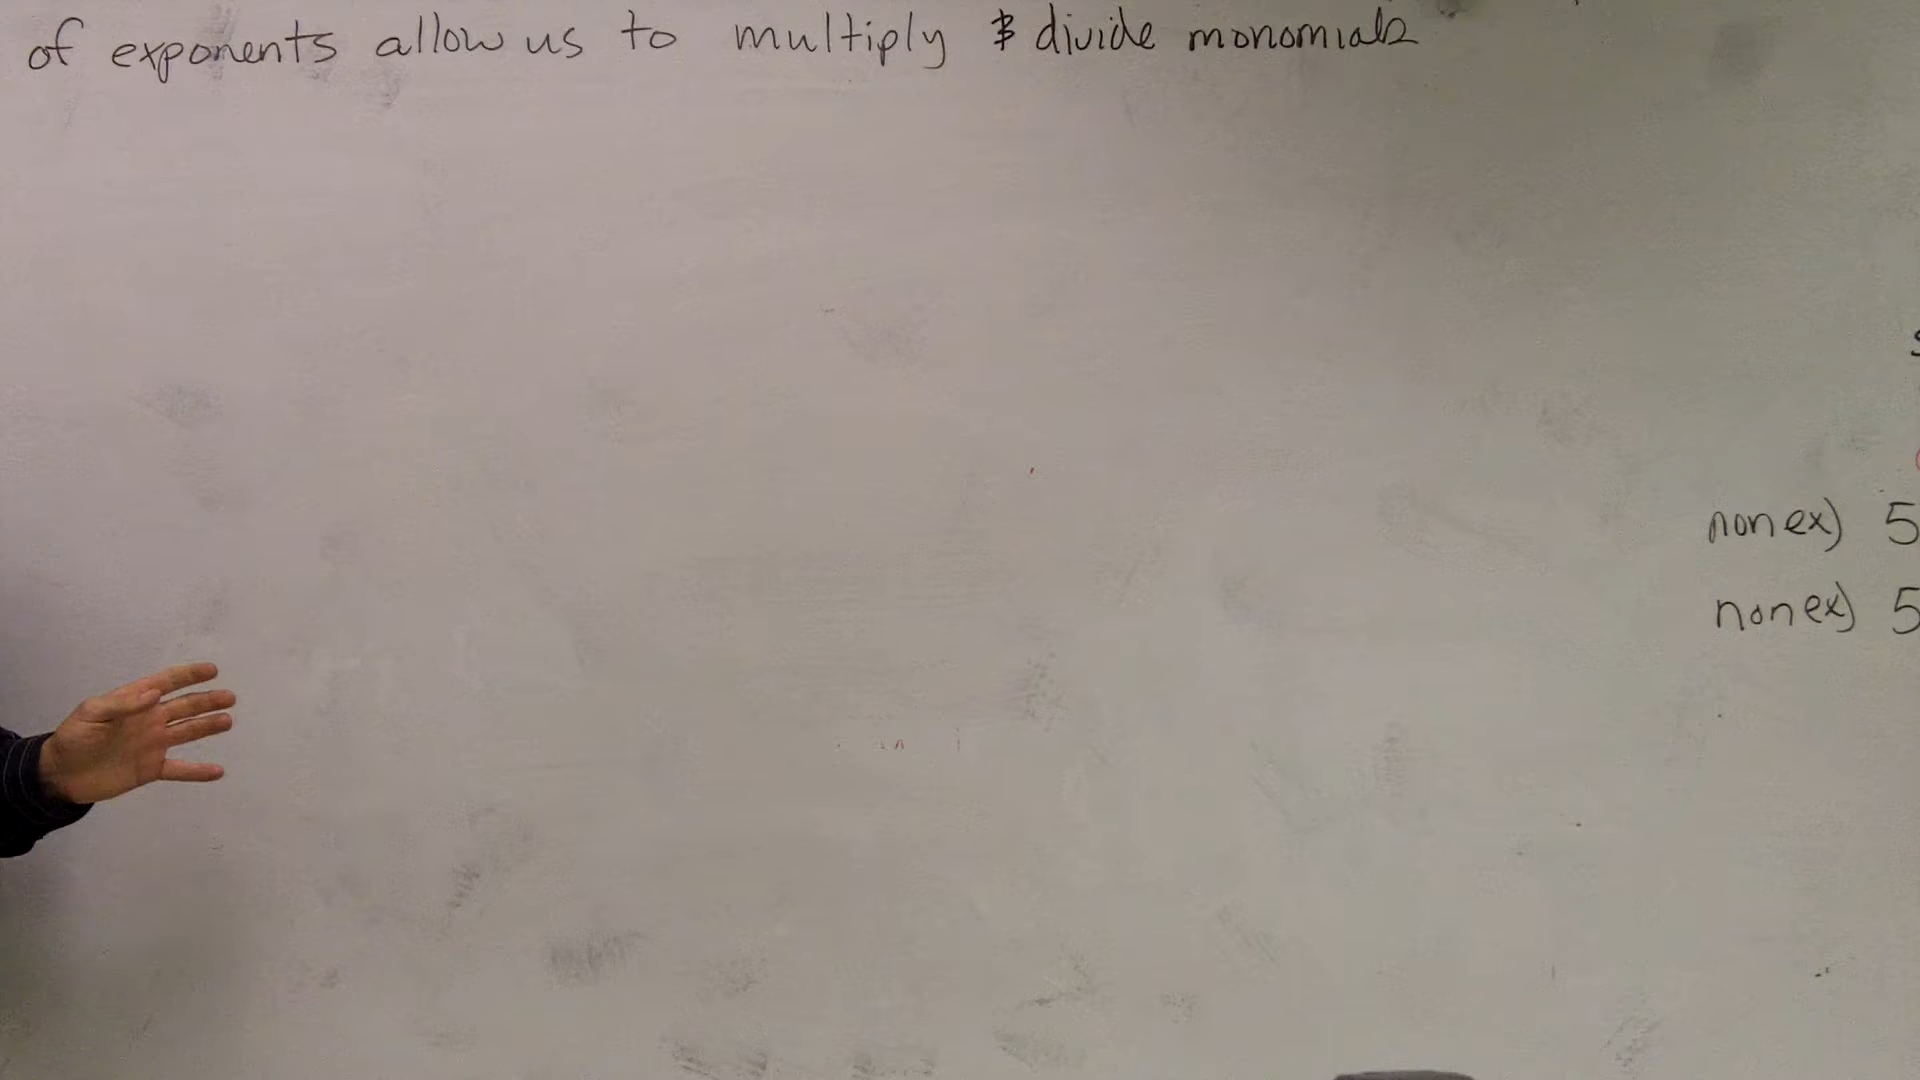 of exponents allow us to multiply & divide monomials
non ex) 5
non ex) 5